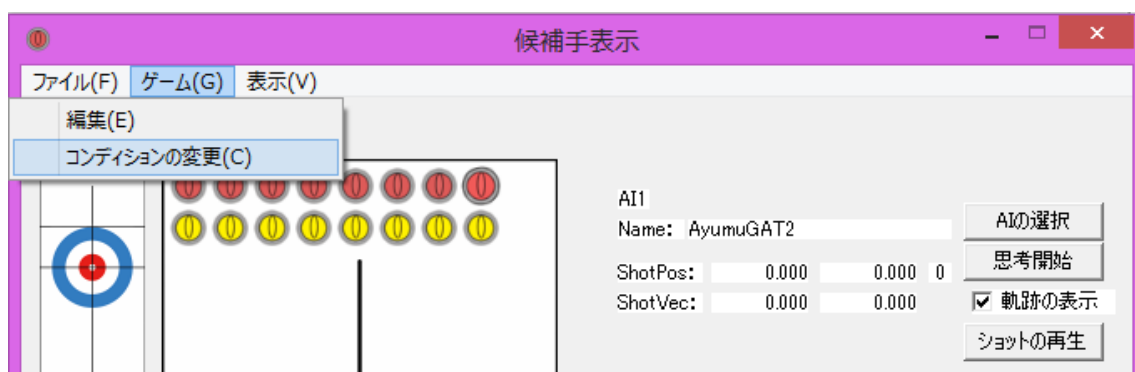 候補手表示
ファイル(F) ゲーム(G) 表示(V)
編集(E)
コンディションの変更(C)
AI1
Name: AyumuGAT2
AIの選択
ShotPos: 0.000 0.000 0
思考開始
ShotVec: 0.000 0.000
軌跡の表示
ショットの再生